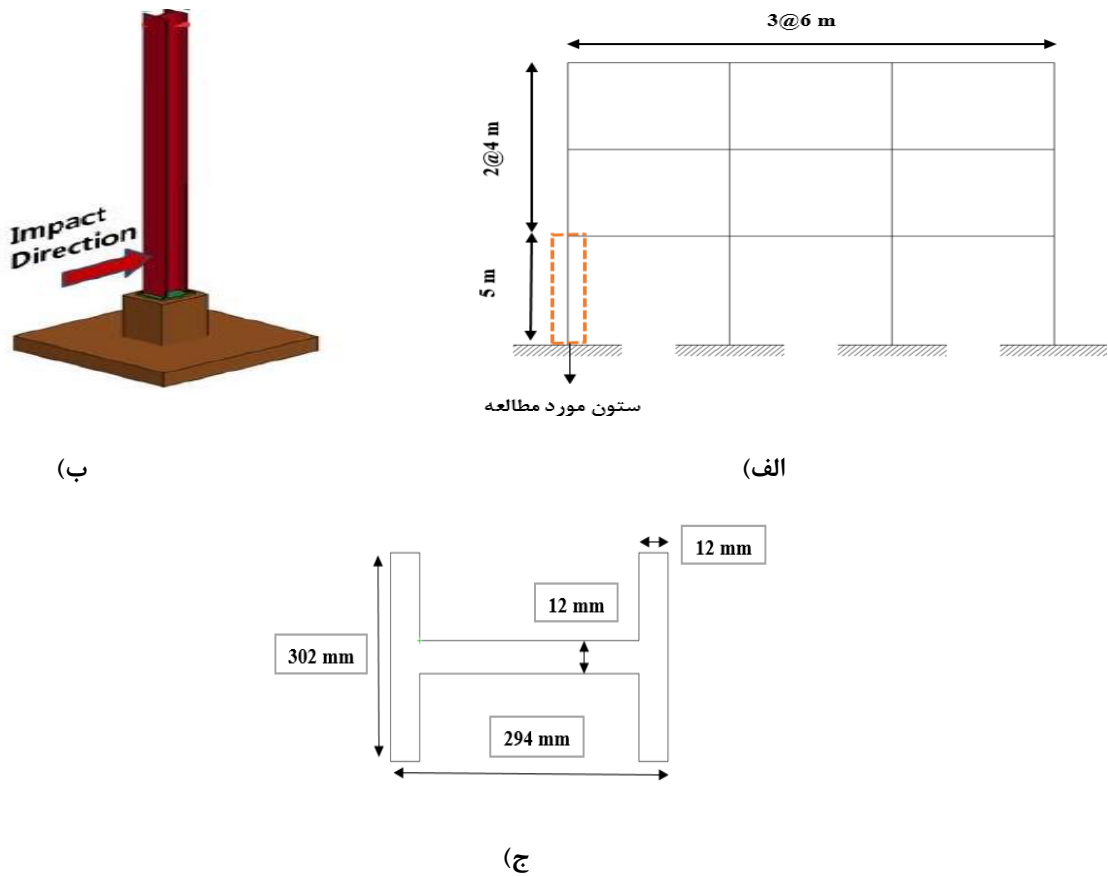 3@6 m
2@4 m
5 m
Impact
Direction
ستون مورد مطالعه
ب)
الف)
12 mm
12 mm
302 mm
294 mm
ج)